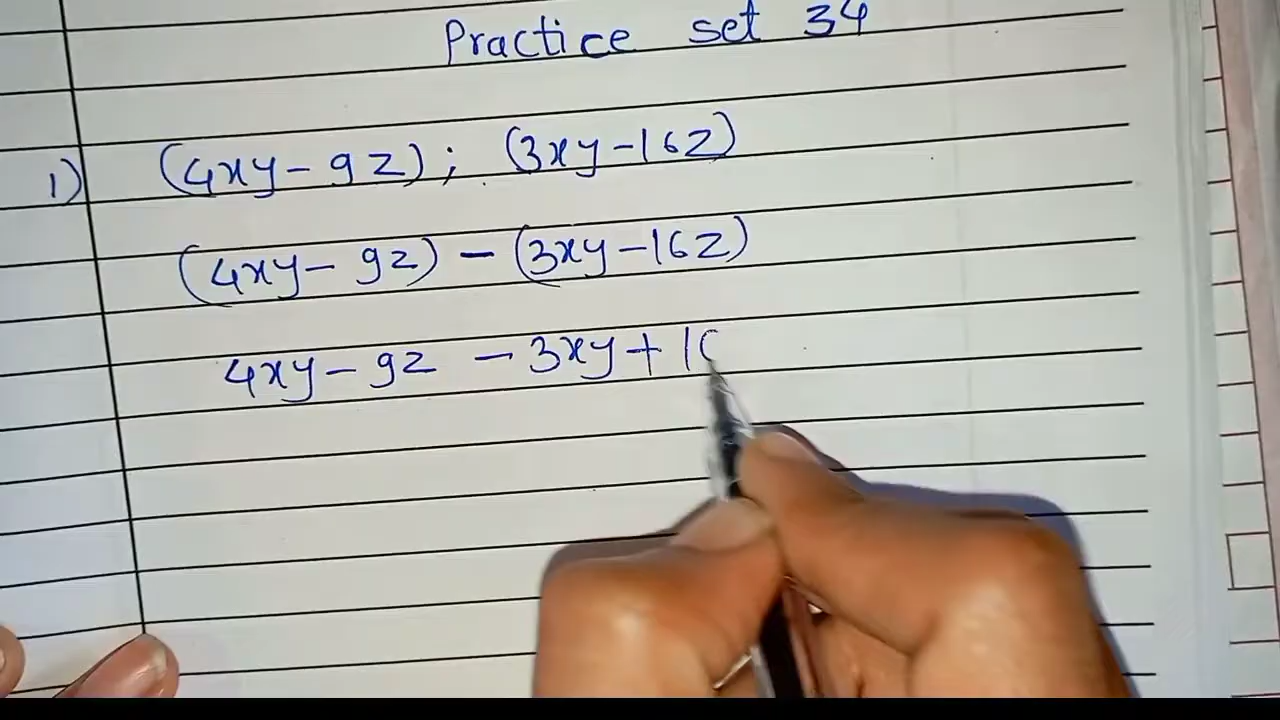 Practice set 34
1) (4xy - 9z) ; (3xy - 16z)
(4xy - 9z) - (3xy - 16z)
4xy - 9z - 3xy + 1